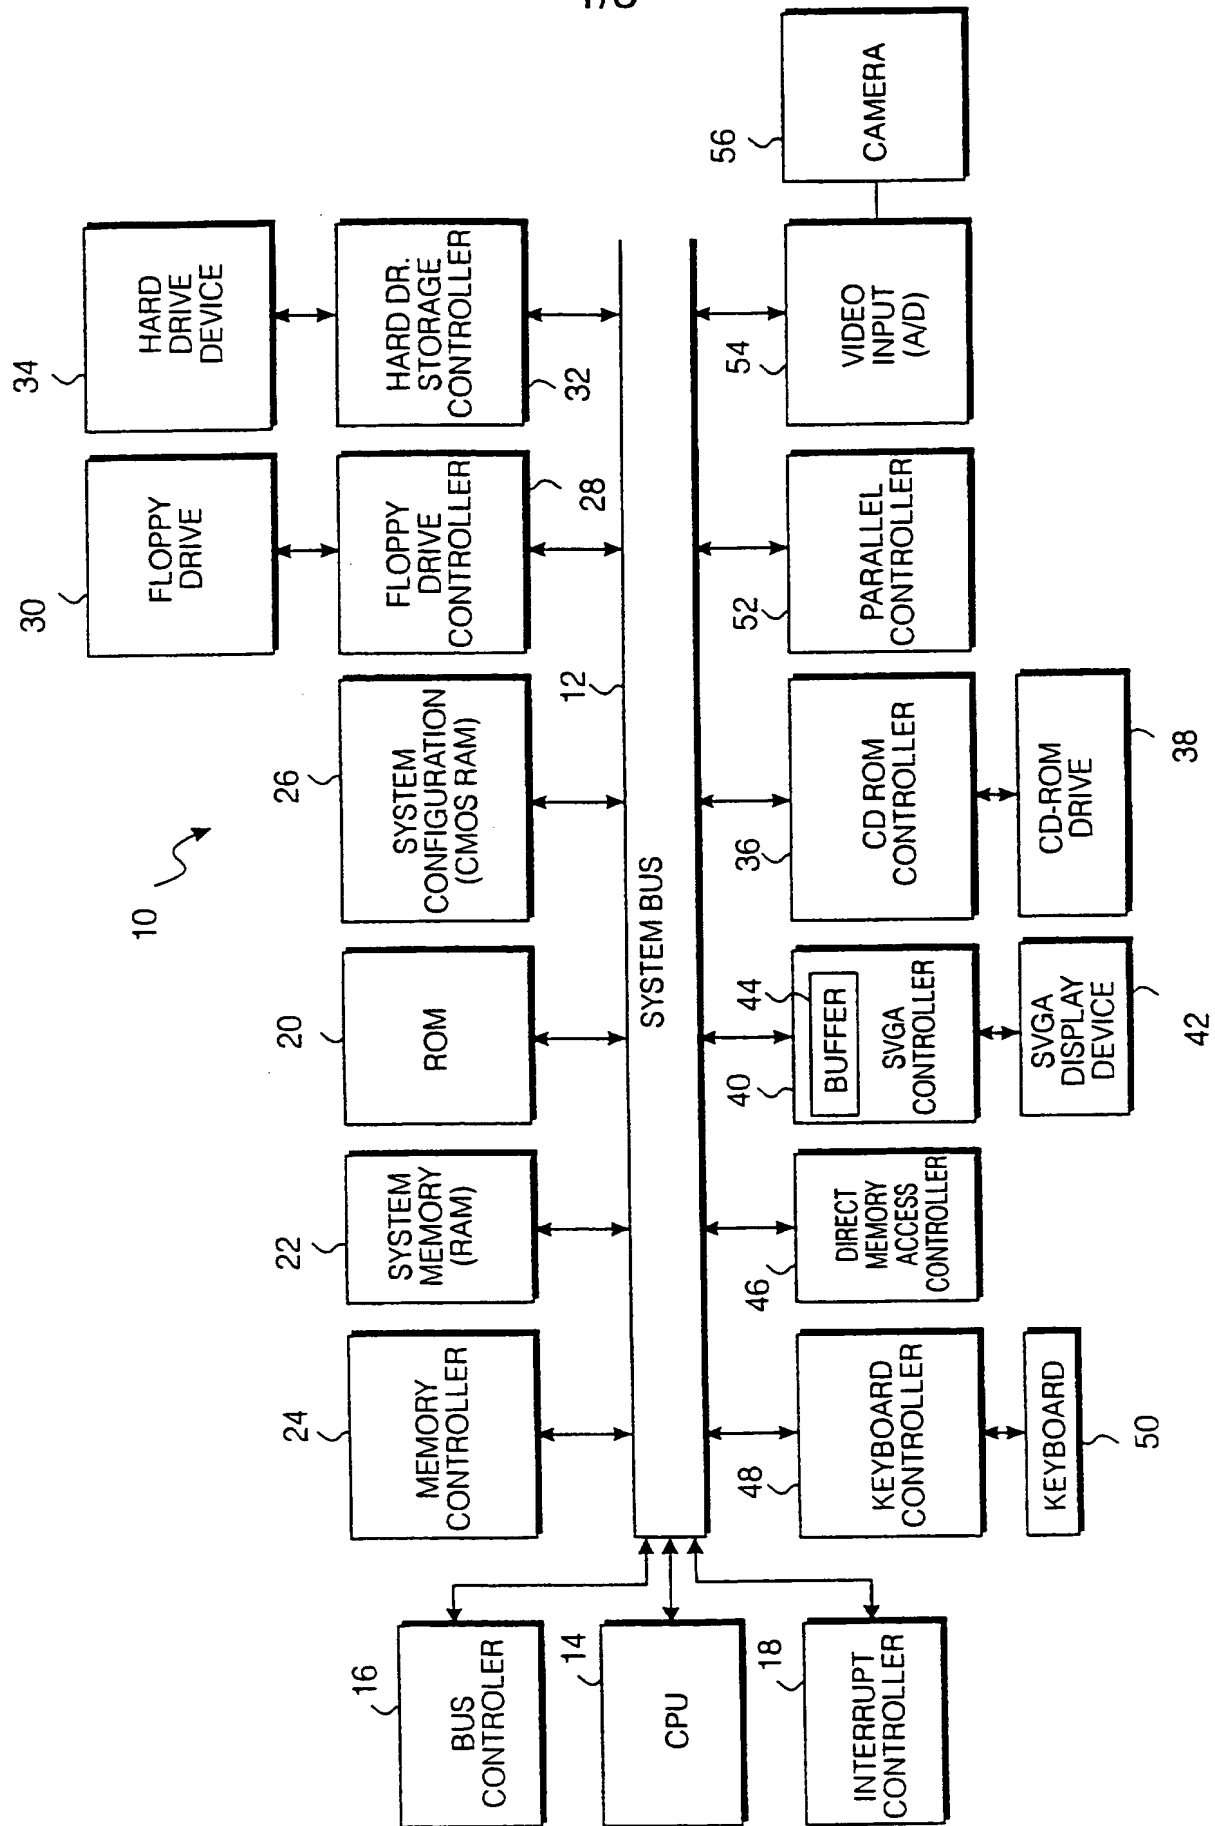 10
34
HARD
DRIVE
DEVICE
30
FLOPPY
DRIVE
16
BUS
CONTROLER
14
CPU
18
INTERRUPT
CONTROLLER
24
MEMORY
CONTROLLER
22
SYSTEM
MEMORY
(RAM)
20
ROM
26
SYSTEM
CONFIGURATION
(CMOS RAM)
FLOPPY
DRIVE
CONTROLLER
28
HARD DR.
STORAGE
CONTROLLER
32
12
SYSTEM BUS
48
KEYBOARD
CONTROLLER
46
DIRECT
MEMORY
ACCESS
CONTROLLER
40
44
BUFFER
SVGA
CONTROLLER
36
CD ROM
CONTROLLER
52
PARALLEL
CONTROLLER
54
VIDEO
INPUT
(A/D)
56
CAMERA
KEYBOARD
50
SVGA
DISPLAY
DEVICE
42
CD-ROM
DRIVE
38